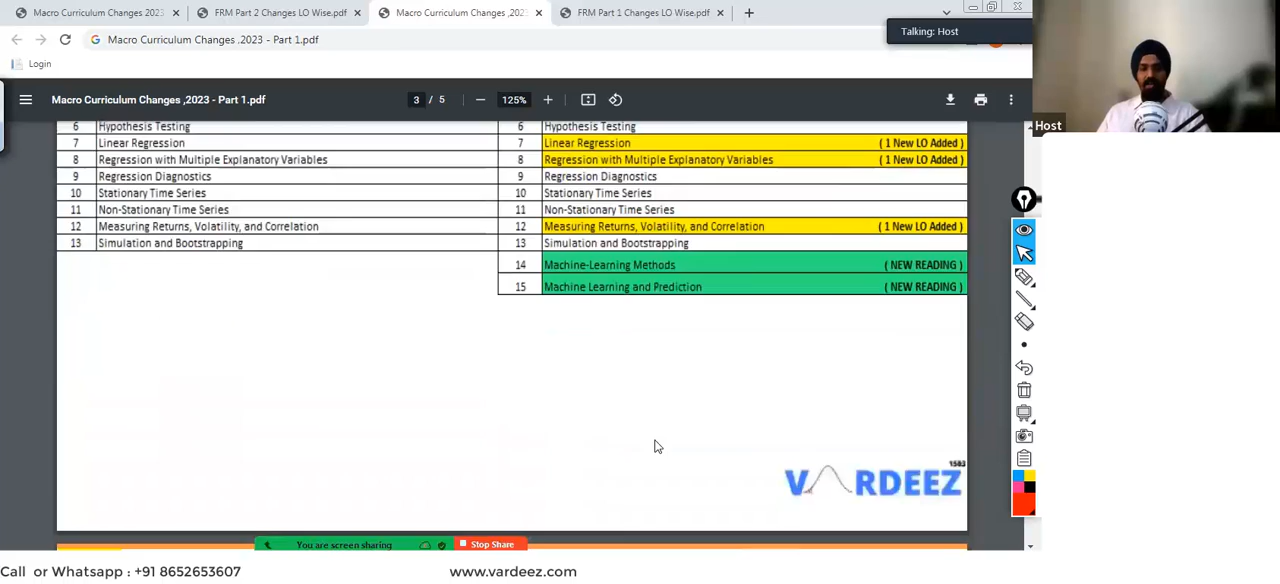 Macro Curriculum Changes 2023
FRM Part 2 Changes LO Wise.pdf
Macro Curriculum Changes ,2023
FRM Part 1 Changes LO Wise.pdf
Talking: Host
Macro Curriculum Changes .2023 - Part 1.pdf
Login
Macro Curriculum Changes ,2023 - Part 1.pdf
3 / 5
125%
Host
6 Hypothesis Testing 6 Hypothesis Testing
7 Linear Regression 7 Linear Regression ( 1 New LO Added )
8 Regression with Multiple Explanatory Variables 8 Regression with Multiple Explanatory Variables ( 1 New LO Added )
9 Regression Diagnostics 9 Regression Diagnostics
10 Stationary Time Series 10 Stationary Time Series
11 Non-Stationary Time Series 11 Non-Stationary Time Series
12 Measuring Returns, Volatility, and Correlation 12 Measuring Returns, Volatility, and Correlation ( 1 New LO Added )
13 Simulation and Bootstrapping 13 Simulation and Bootstrapping
14 Machine-Learning Methods ( NEW READING )
15 Machine Learning and Prediction ( NEW READING )
1583
VARDEEZ
You are screen sharing
Stop Share
Call or Whatsapp : +91 8652653607
www.vardeez.com